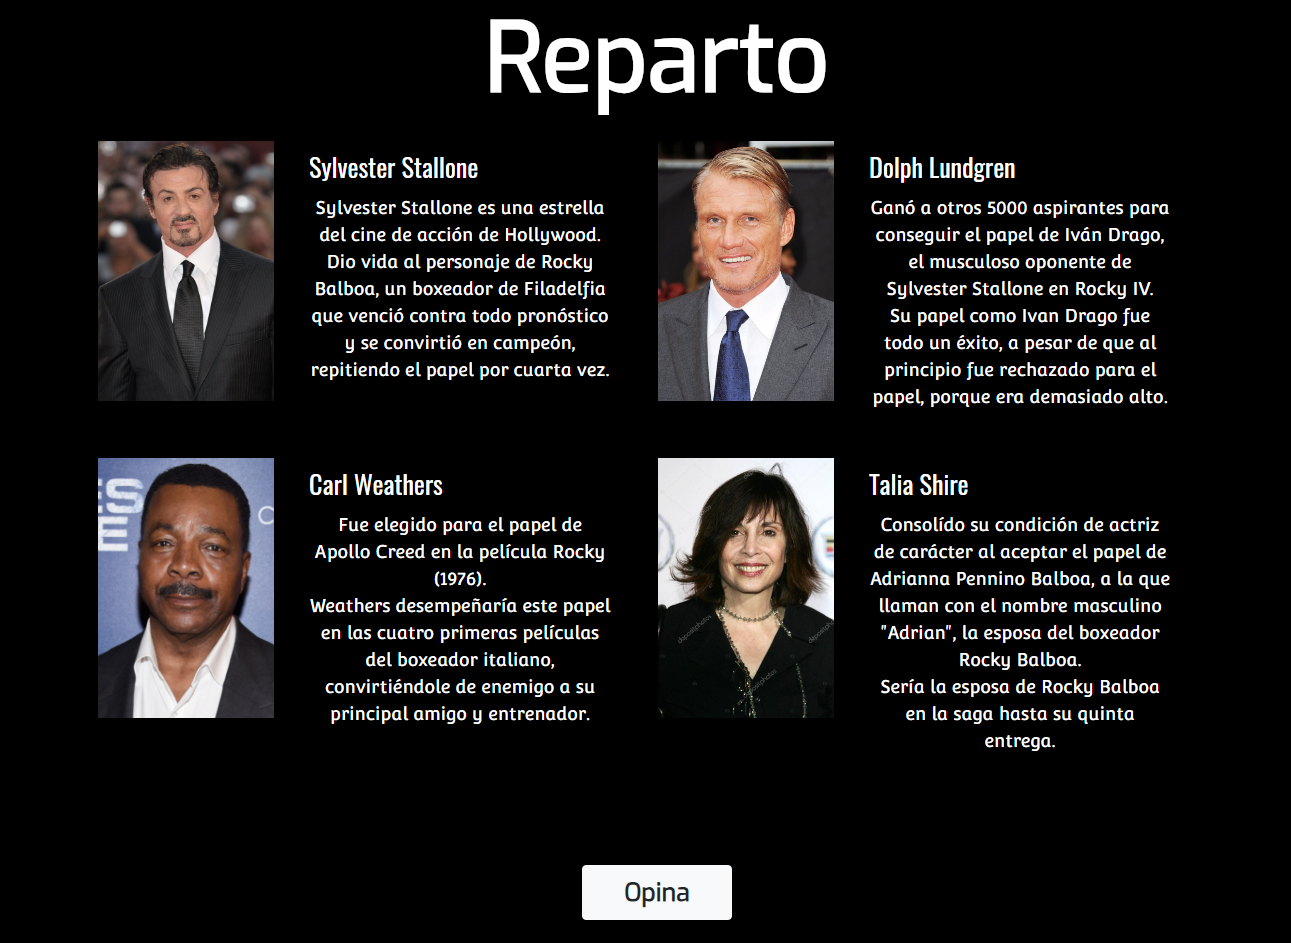 Reparto
Sylvester Stallone
Sylvester Stallone es una estrella
del cine de acción de Hollywood.
Dio vida al personaje de Rocky
Balboa, un boxeador de Filadelfia
que venció contra todo pronóstico
y se convirtió en campeón,
repitiendo el papel por cuarta vez.
Dolph Lundgren
Ganó a otros 5000 aspirantes para
conseguir el papel de Iván Drago,
el musculoso oponente de
Sylvester Stallone en Rocky IV.
Su papel como Ivan Drago fue
todo un éxito, a pesar de que al
principio fue rechazado para el
papel, porque era demasiado alto.
ES
E
C
Carl Weathers
Fue elegido para el papel de
Apollo Creed en la película Rocky
(1976).
Weathers desempeñaría este papel
en las cuatro primeras películas
del boxeador italiano,
convirtiéndole de enemigo a su
principal amigo y entrenador.
depositphotos
depositphotos
Talia Shire
Consolído su condición de actriz
de carácter al aceptar el papel de
Adrianna Pennino Balboa, a la que
llaman con el nombre masculino
"Adrian", la esposa del boxeador
Rocky Balboa.
Sería la esposa de Rocky Balboa
en la saga hasta su quinta
entrega.
Opina